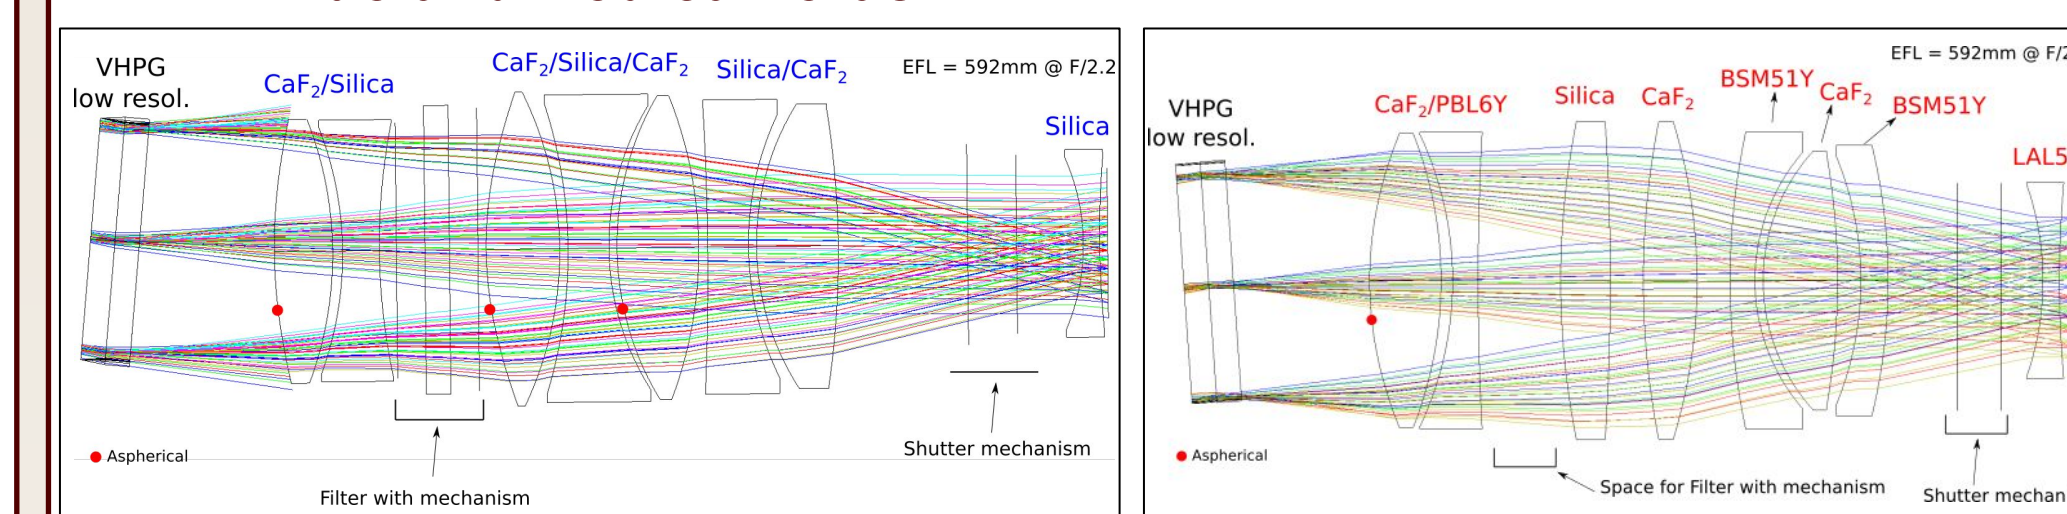 VHPG
low resol.
CaF₂/Silica
CaF₂/Silica/CaF₂
Silica/CaF₂
EFL = 592mm @ F/2.2
Silica
Aspherical
Filter with mechanism
Shutter mechanism
EFL = 592mm @
VHPG
low resol.
CaF₂/PBL6Y
Silica
CaF₂
BSM51Y
CaF₂
BSM51Y
Aspherical
Space for Filter with mechanism
Shutter